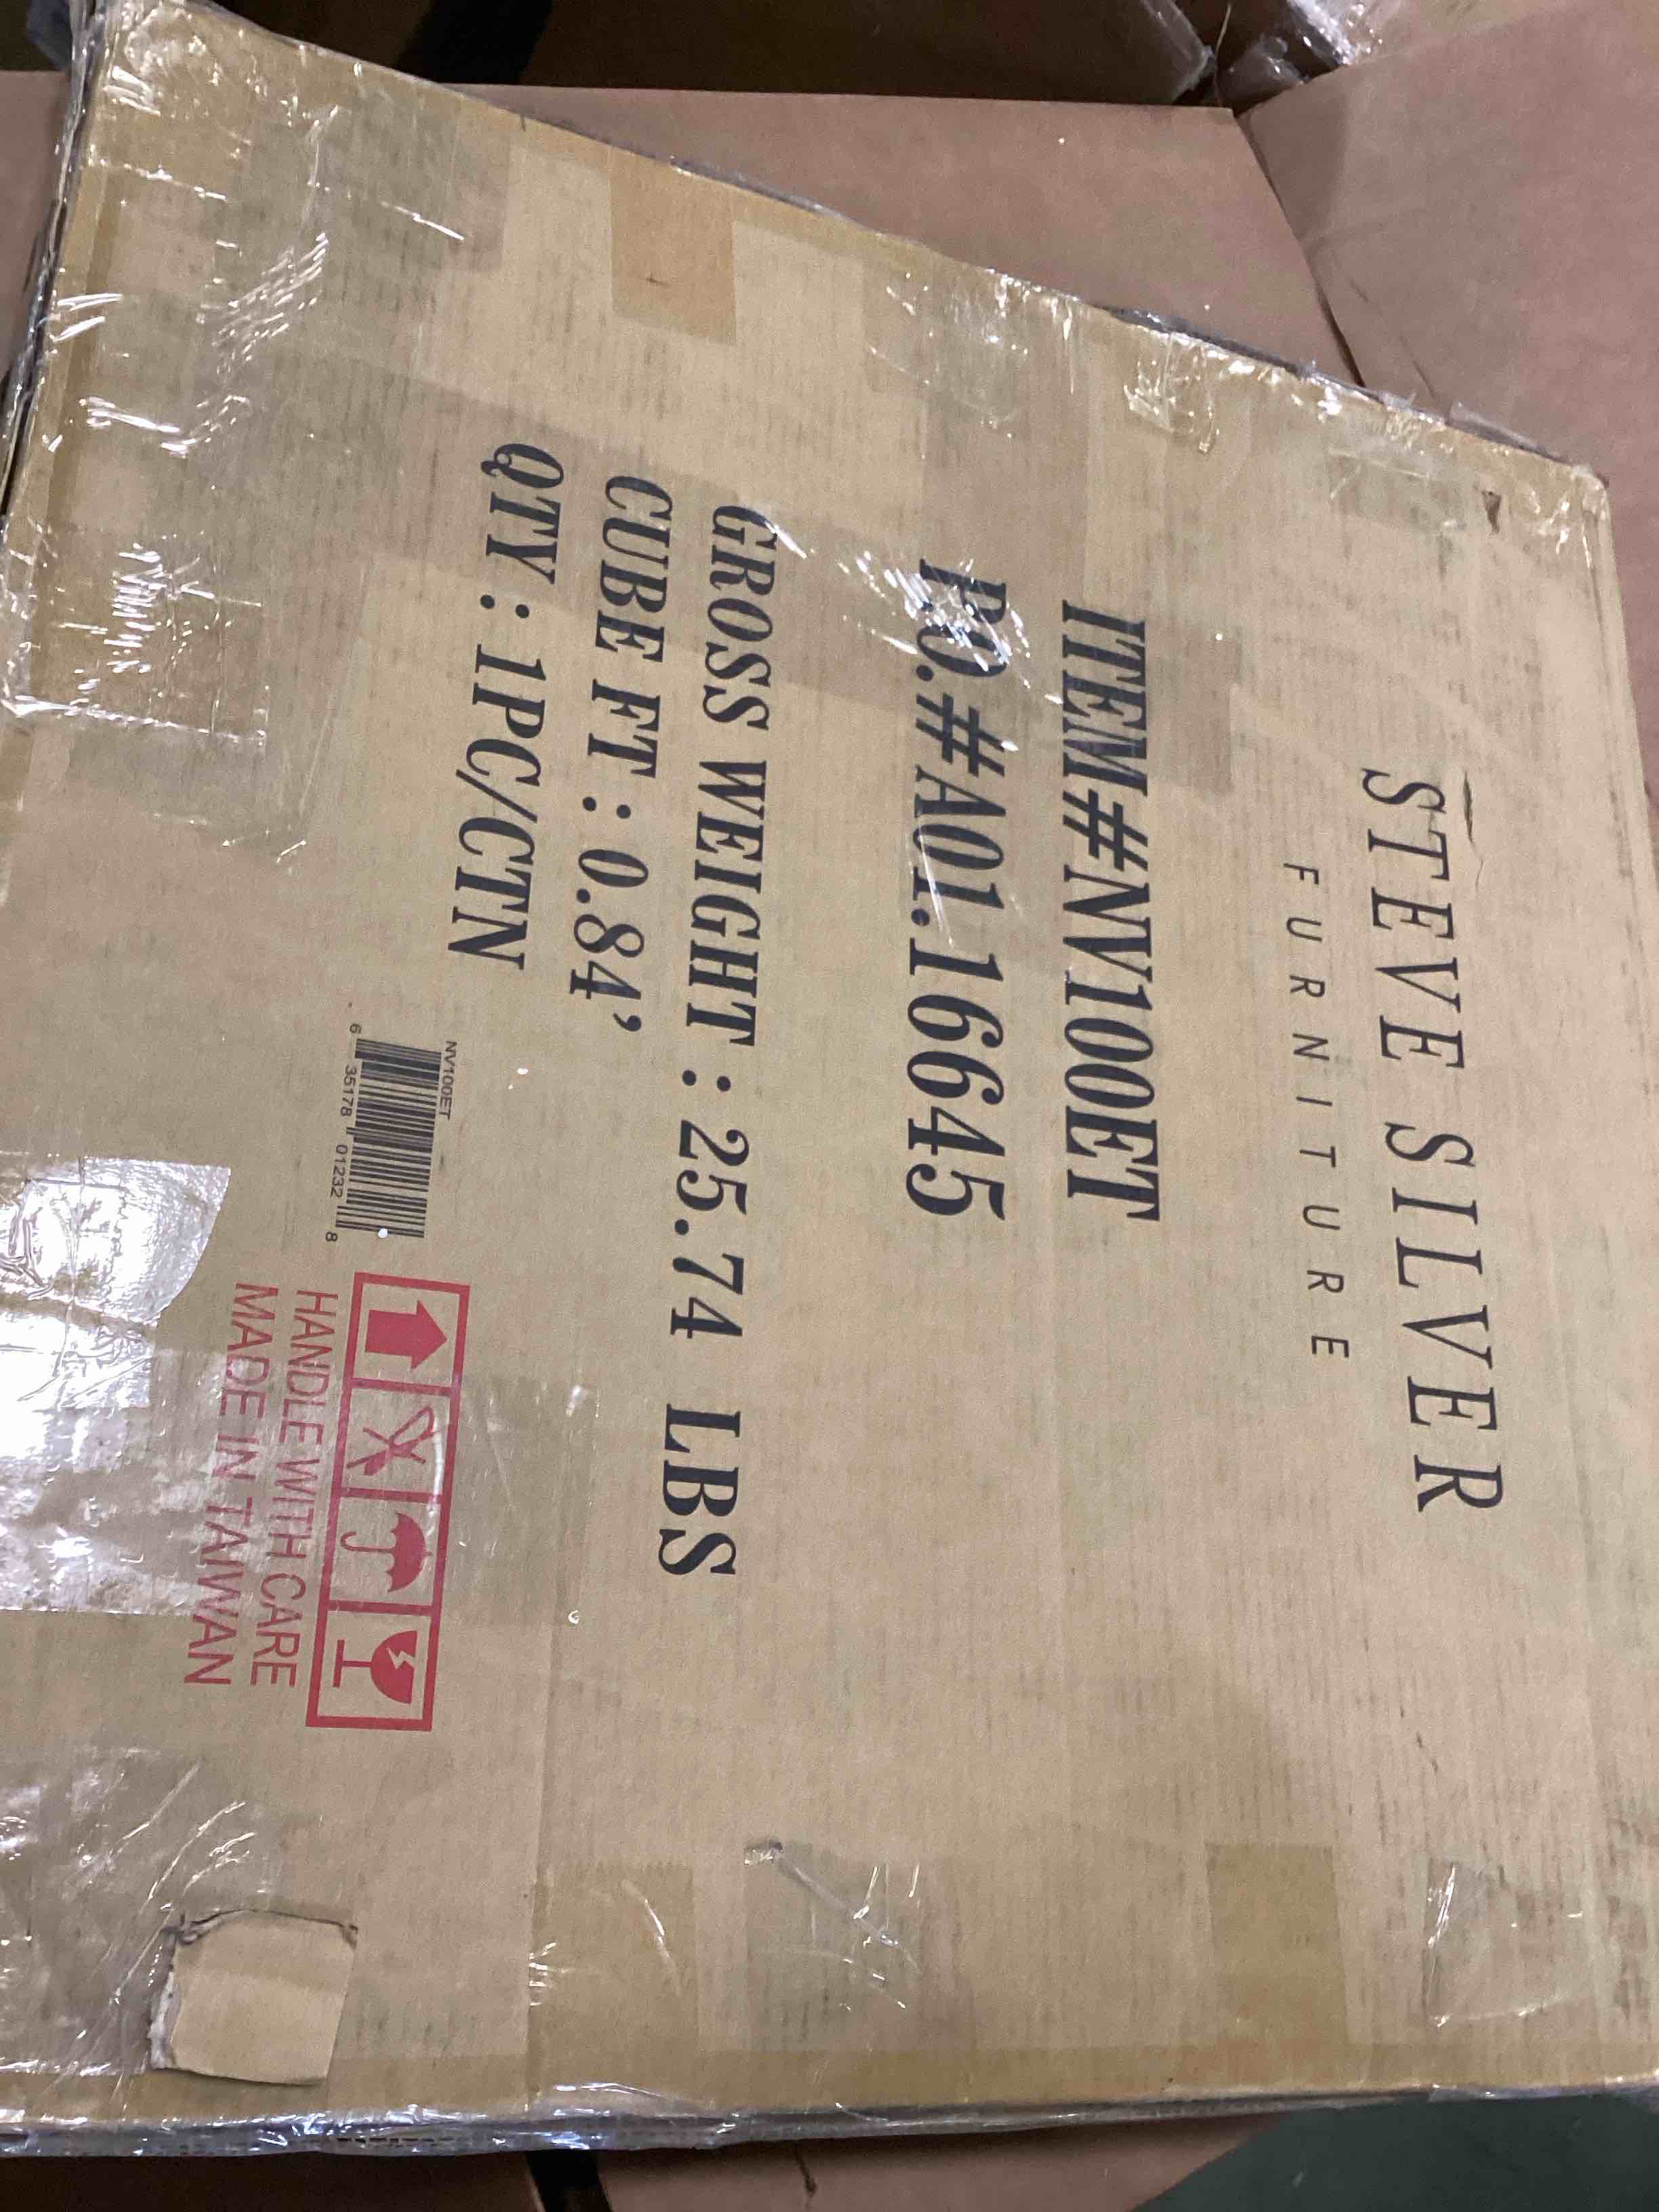 STEVE SILVER
FURNITURE
ITEM#NV100ET
P.O.#A01.16645
GROSS WEIGHT : 25.74 LBS
CUBE FT : 0.84'
QTY : 1PC/CTN
NV100ET
6 35178 01232 8
HANDLE WITH CARE
MADE IN TAIWAN